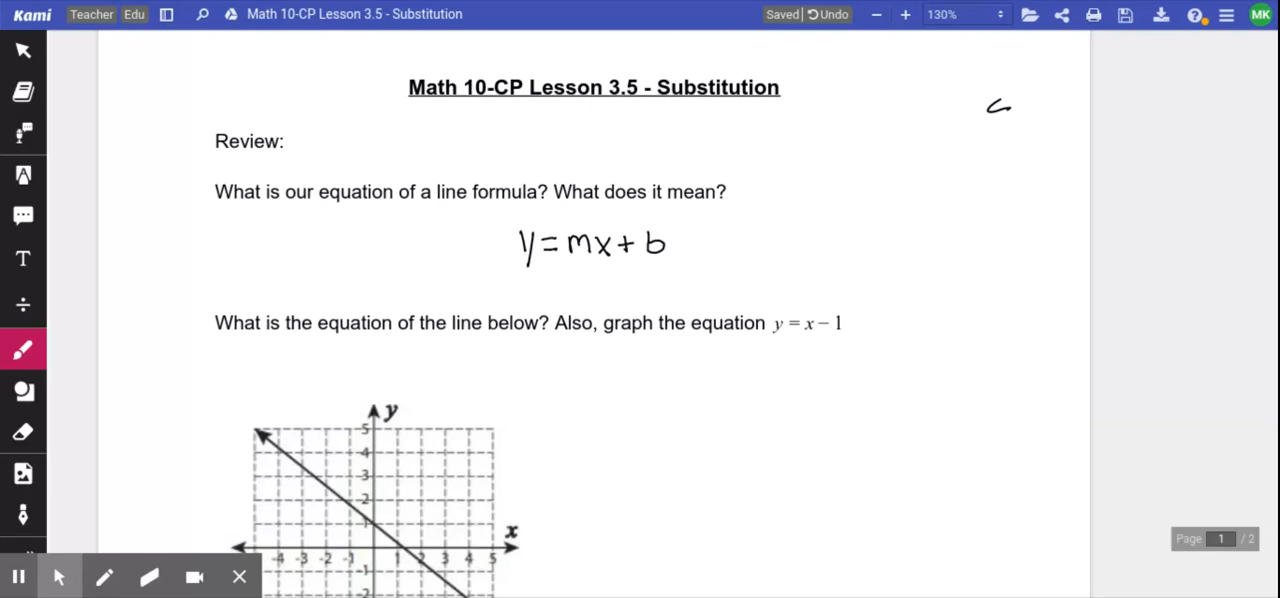 Kami Teacher Edu Math 10-CP Lesson 3.5 - Substitution Saved Undo 130% MK
Math 10-CP Lesson 3.5 - Substitution
Review:
What is our equation of a line formula? What does it mean?
y = mx + b
What is the equation of the line below? Also, graph the equation y = x − 1
y
5
4
3
2
1
x
-4 -3 -2 -1 1 2 3 4 5
-1
-2
Page 1 / 2